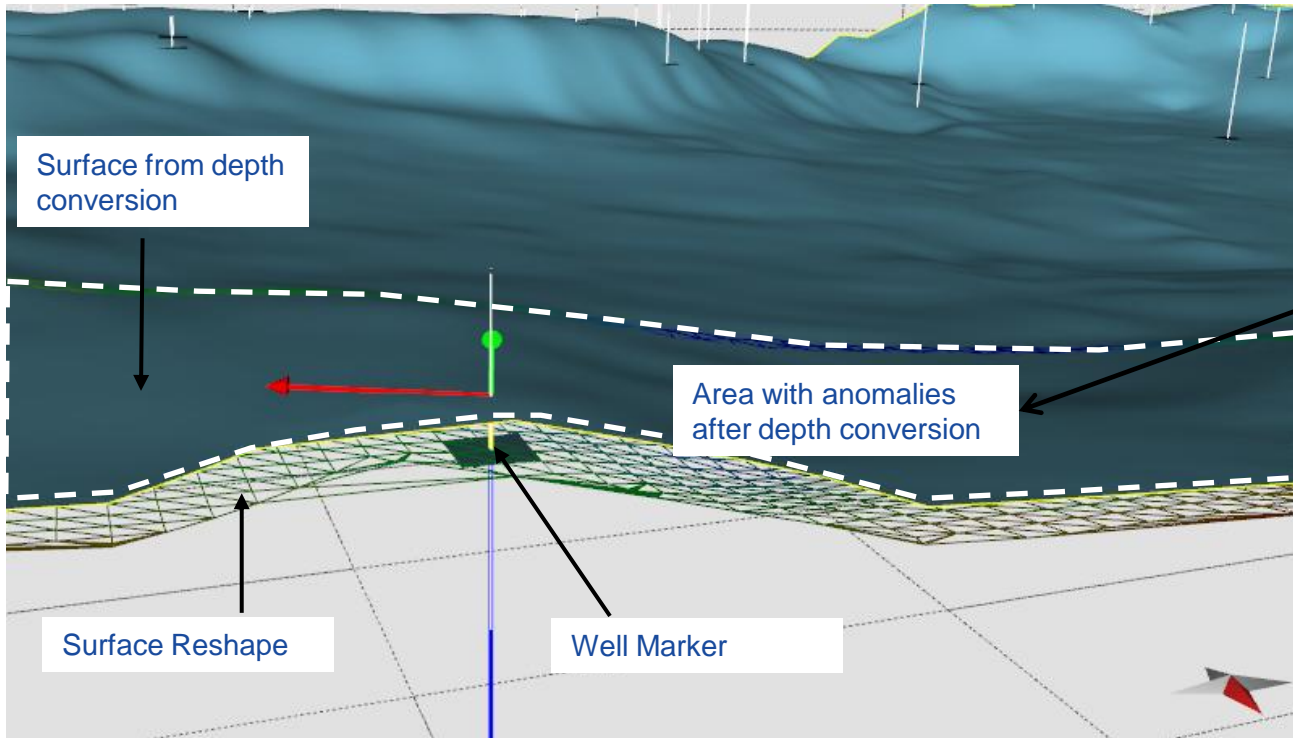 Surface from depth
conversion
Area with anomalies
after depth conversion
Surface Reshape
Well Marker